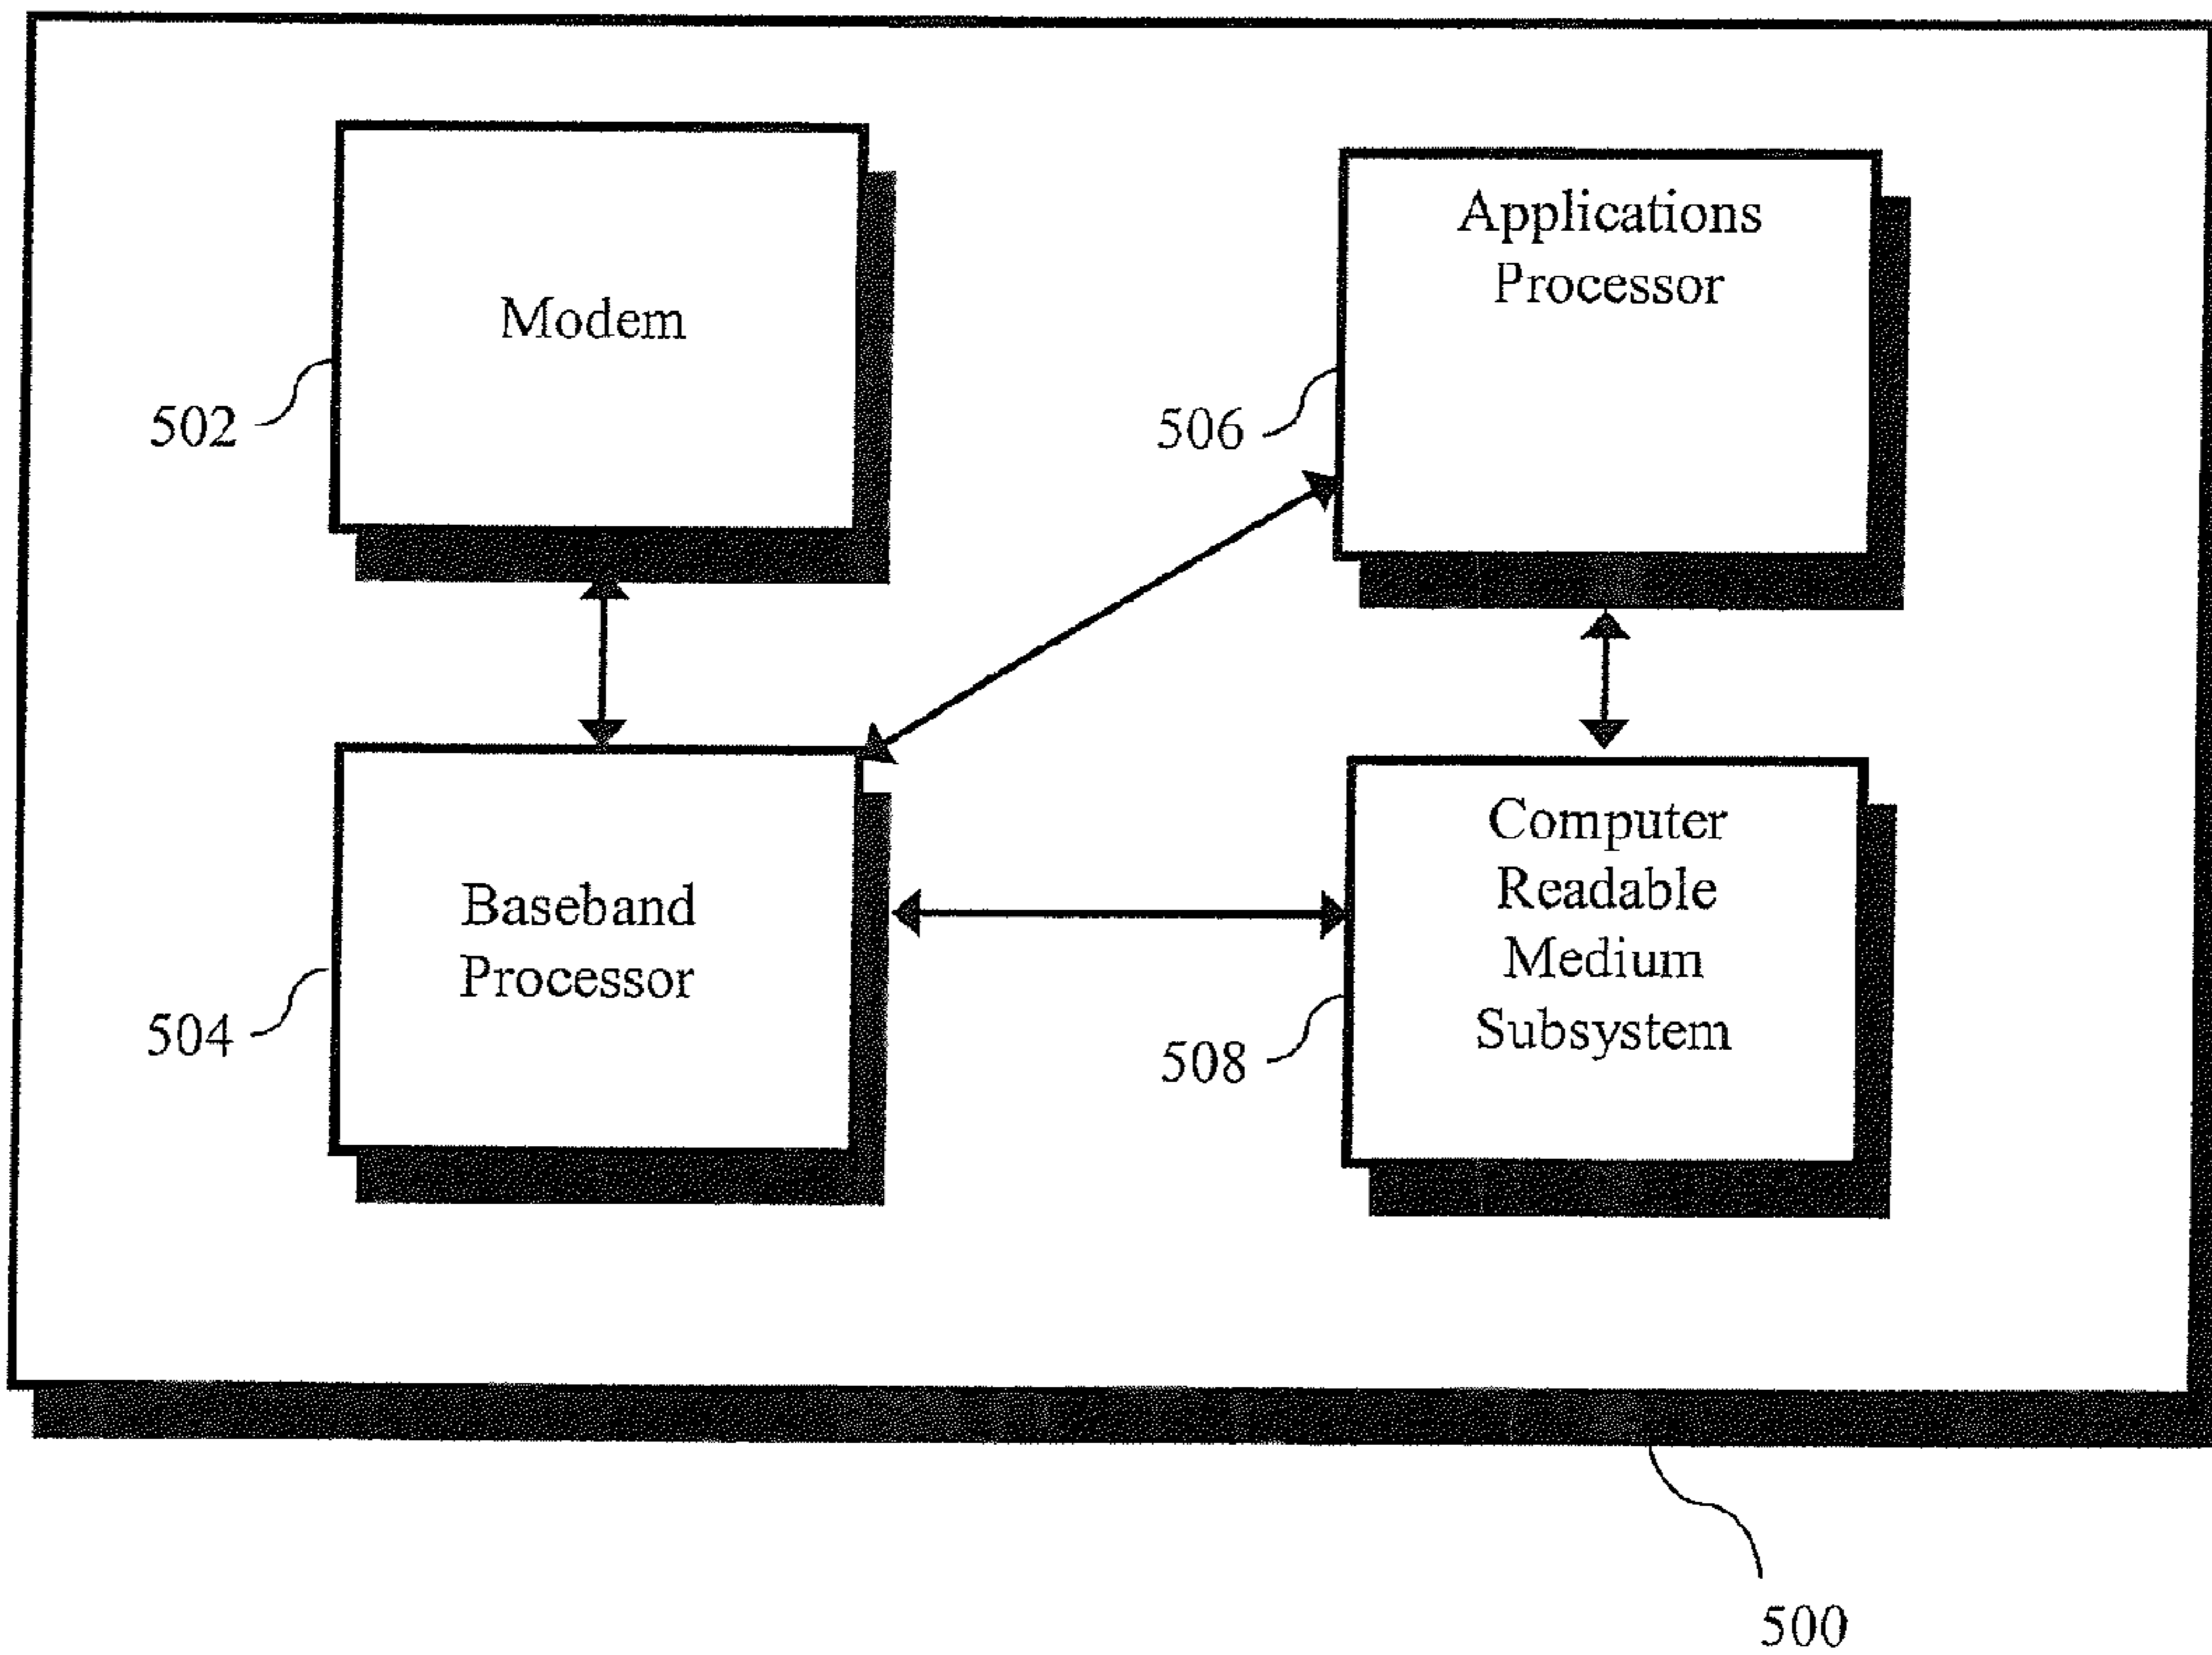 Modem
502
Applications
Processor
506
Baseband
Processor
504
Computer
Readable
Medium
Subsystem
508
500